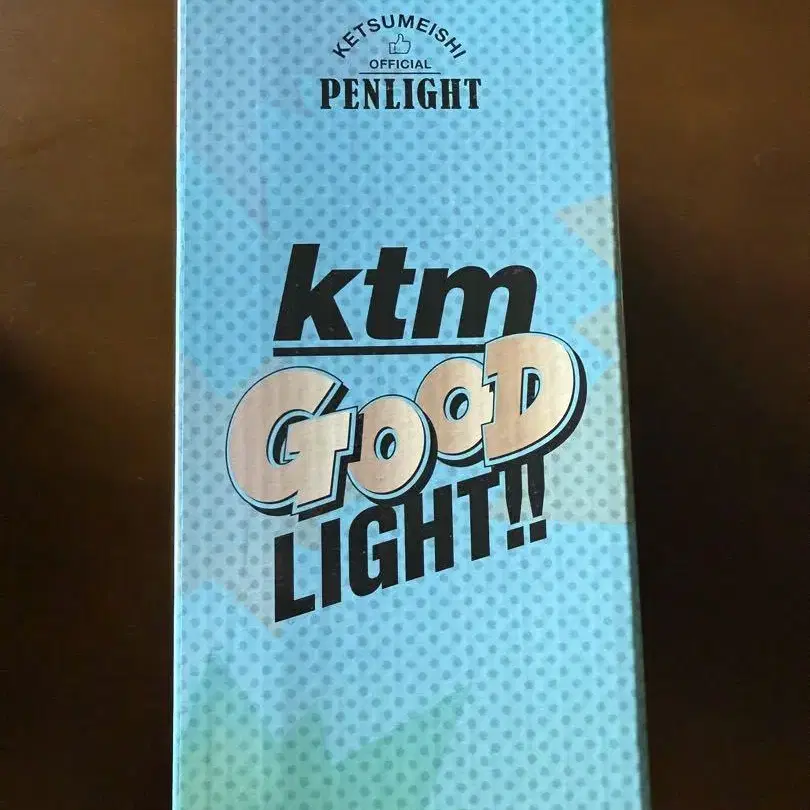 KETSUMEISHI
OFFICIAL
PENLIGHT
ktm
GOOD
LIGHT!!